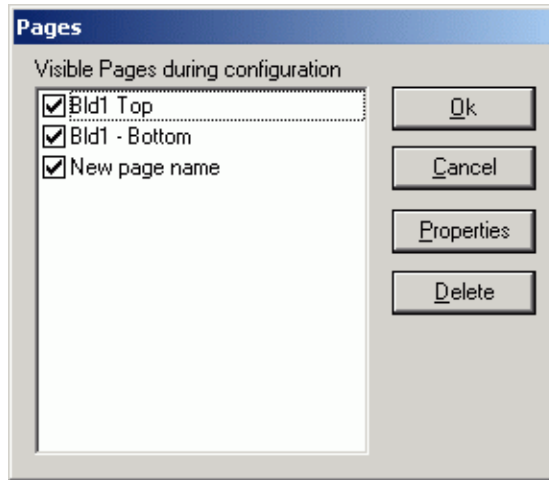 Pages
Visible Pages during configuration
Bld1 Top
Bld1 - Bottom
New page name
Ok
Cancel
Properties
Delete